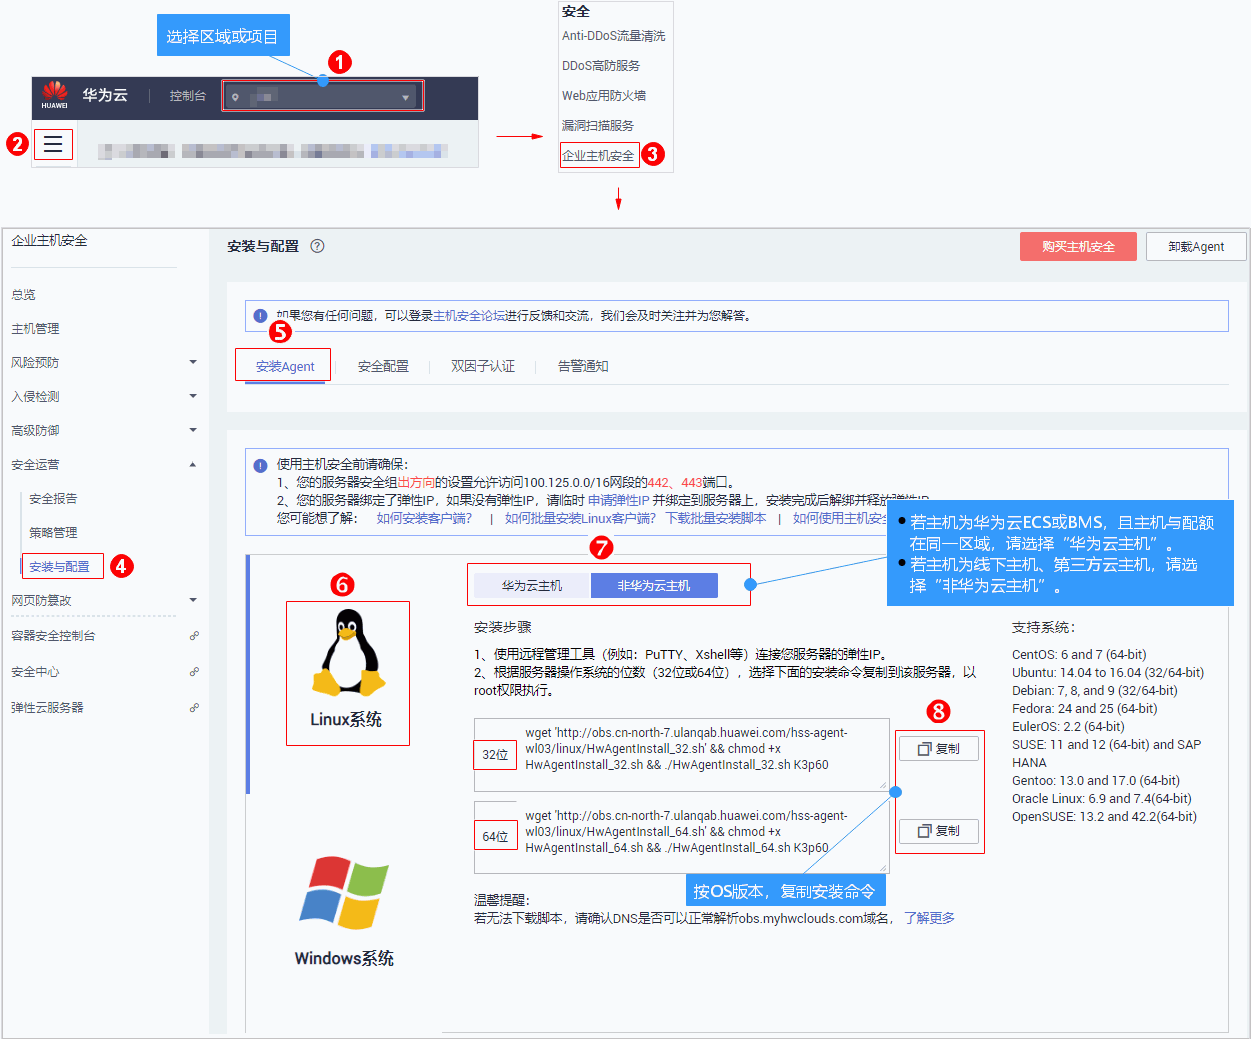 选择区域或项目
1
HUAWEI
华为云
控制台
2
安全
Anti-DDoS流量清洗
DDoS高防服务
Web应用防火墙
漏洞扫描服务
企业主机安全
3
企业主机安全
总览
主机管理
风险预防
入侵检测
高级防御
安全运营
安全报告
策略管理
安装与配置
4
网页防篡改
容器安全控制台
安全中心
弹性云服务器
安装与配置 ?
购买主机安全
卸载Agent
! 如果您有任何问题，可以登录主机安全论坛进行反馈和交流，我们会及时关注并为您解答。
5
安装Agent
安全配置
双因子认证
告警通知
! 使用主机安全前请确保：
1、您的服务器安全组出方向的设置允许访问100.125.0.0/16网段的442、443端口。
2、您的服务器绑定了弹性IP，如果没有弹性IP，请临时 申请弹性IP 并绑定到服务器上，安装完成后解绑并释放弹性IP
您可能想了解： 如何安装客户端？ | 如何批量安装Linux客户端？ 下载批量安装脚本 | 如何使用主机安全
• 若主机为华为云ECS或BMS，且主机与配额
在同一区域，请选择“华为云主机”。
• 若主机为线下主机、第三方云主机，请选
择“非华为云主机”。
6
Linux系统
Windows系统
7
华为云主机
非华为云主机
安装步骤
1、使用远程管理工具（例如：PuTTY、Xshell等）连接您服务器的弹性IP。
2、根据服务器操作系统的位数（32位或64位），选择下面的安装命令复制到该服务器，以
root权限执行。
32位
wget 'http://obs.cn-north-7.ulanqab.huawei.com/hss-agent-
wl03/linux/HwAgentInstall_32.sh' && chmod +x
HwAgentInstall_32.sh && ./HwAgentInstall_32.sh K3p60
64位
wget 'http://obs.cn-north-7.ulanqab.huawei.com/hss-agent-
wl03/linux/HwAgentInstall_64.sh' && chmod +x
HwAgentInstall_64.sh && ./HwAgentInstall_64.sh K3p60
8
复制
复制
按OS版本，复制安装命令
温馨提醒：
若无法下载脚本，请确认DNS是否可以正常解析obs.myhwclouds.com域名， 了解更多
支持系统：
CentOS: 6 and 7 (64-bit)
Ubuntu: 14.04 to 16.04 (32/64-bit)
Debian: 7, 8, and 9 (32/64-bit)
Fedora: 24 and 25 (64-bit)
EulerOS: 2.2 (64-bit)
SUSE: 11 and 12 (64-bit) and SAP
HANA
Gentoo: 13.0 and 17.0 (64-bit)
Oracle Linux: 6.9 and 7.4(64-bit)
OpenSUSE: 13.2 and 42.2(64-bit)